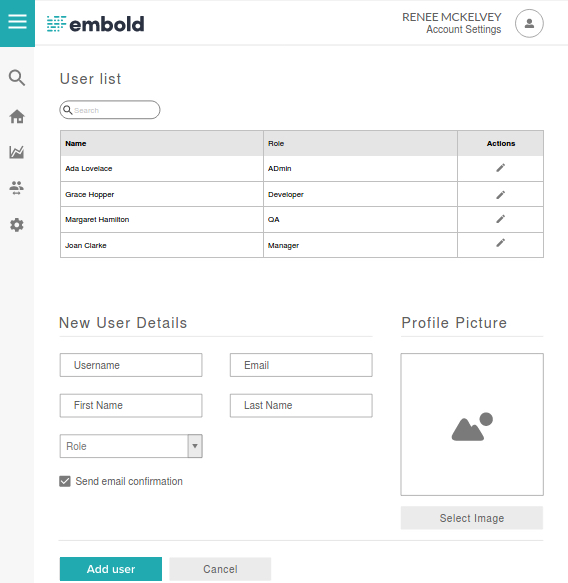 embold
RENEE MCKELVEY
Account Settings
User list
Search
Name Role Actions
Ada Lovelace ADmin
Grace Hopper Developer
Margaret Hamilton QA
Joan Clarke Manager
New User Details
Profile Picture
Username Email
First Name Last Name
Role
Send email confirmation
Select Image
Add user Cancel